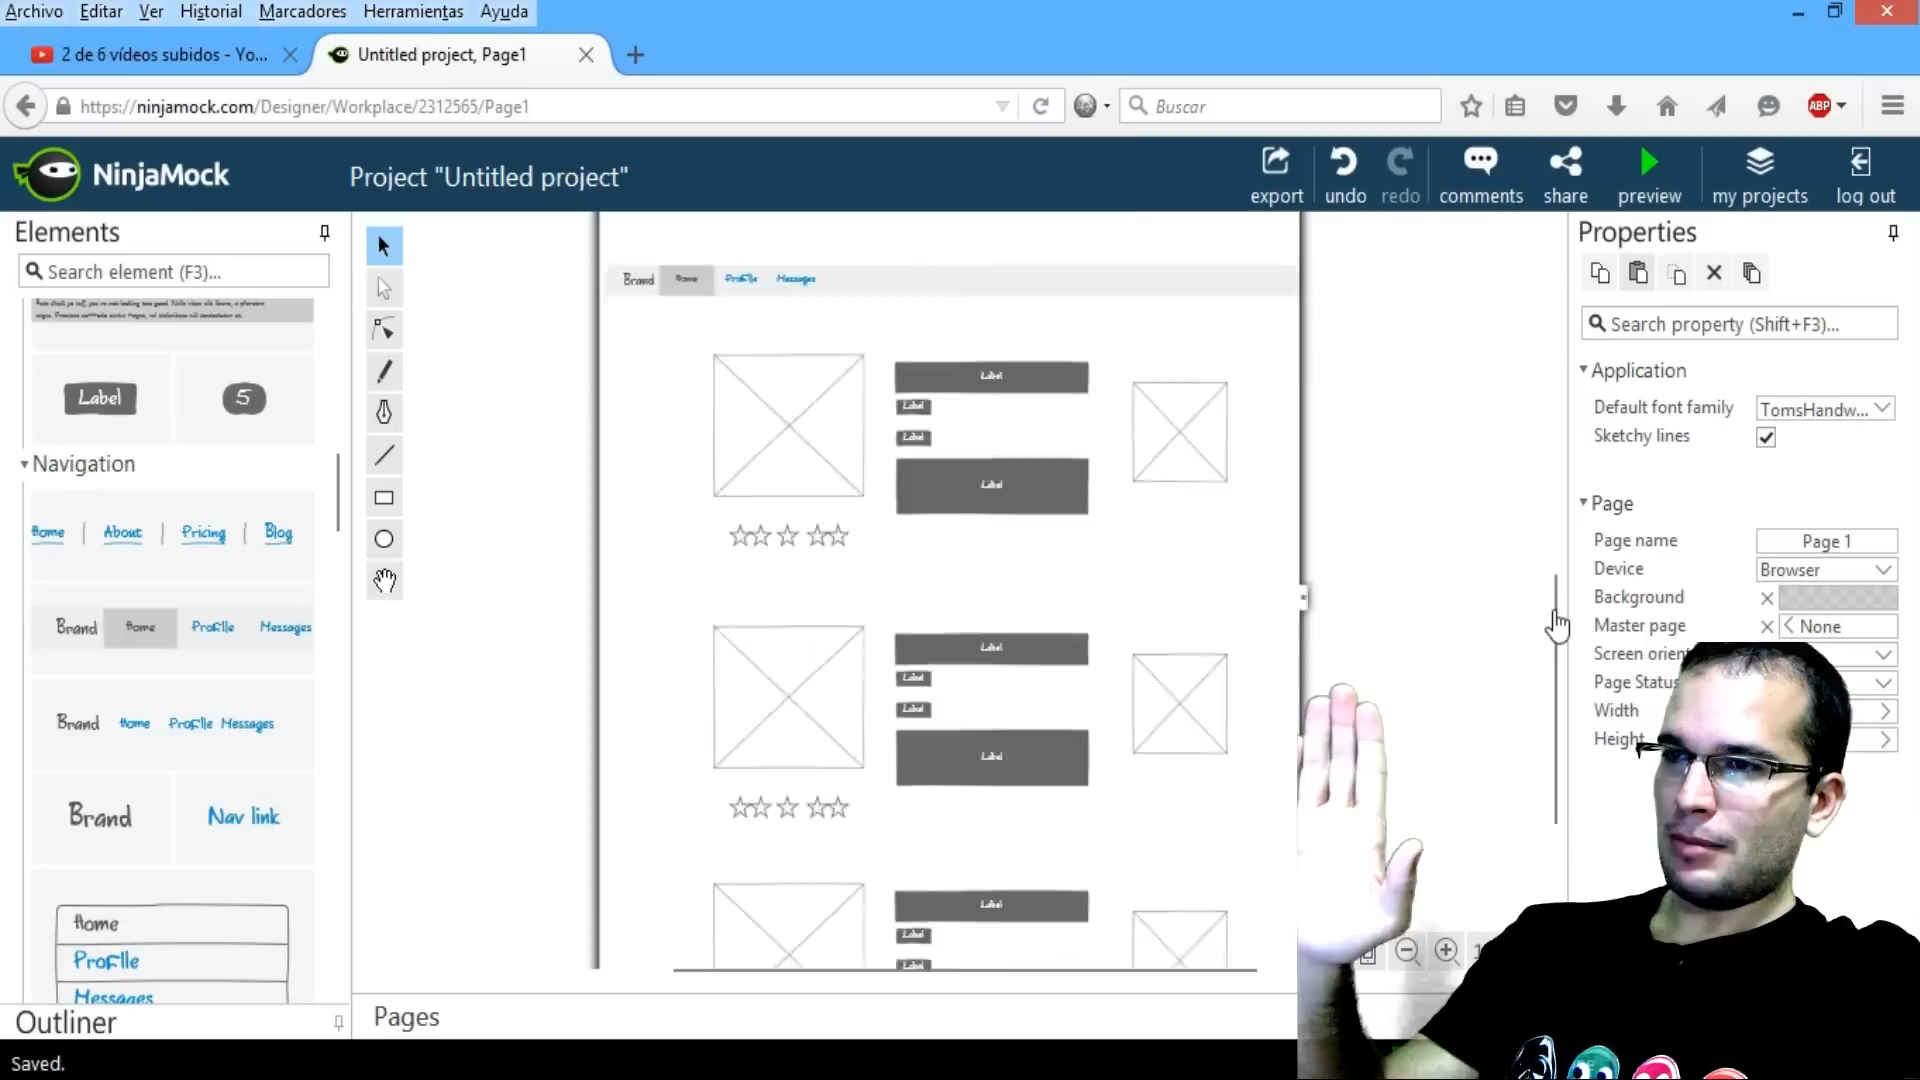 Archivo Editar Ver Historial Marcadores Herramientas Ayuda
2 de 6 vídeos subidos - Yo...
Untitled project, Page1
https://ninjamock.com/Designer/Workplace/2312565/Page1
Buscar
ABP
NinjaMock
Project "Untitled project"
export
undo
redo
comments
share
preview
my projects
log out
Elements
Search element (F3)...
Label
5
Navigation
Home | About | Pricing | Blog
Brand Home Profile Messages
Brand Home Profile Messages
Brand
Nav link
Home
Profile
Messages
Outliner
Saved.
Brand Home Profile Messages
Label
Label
Label
Label
Label
Label
Label
Label
Label
Label
Label
Pages
Properties
Search property (Shift+F3)...
Application
Default font family TomsHandw...
Sketchy lines
Page
Page name Page 1
Device Browser
Background
Master page None
Screen orien
Page Status
Width
Height